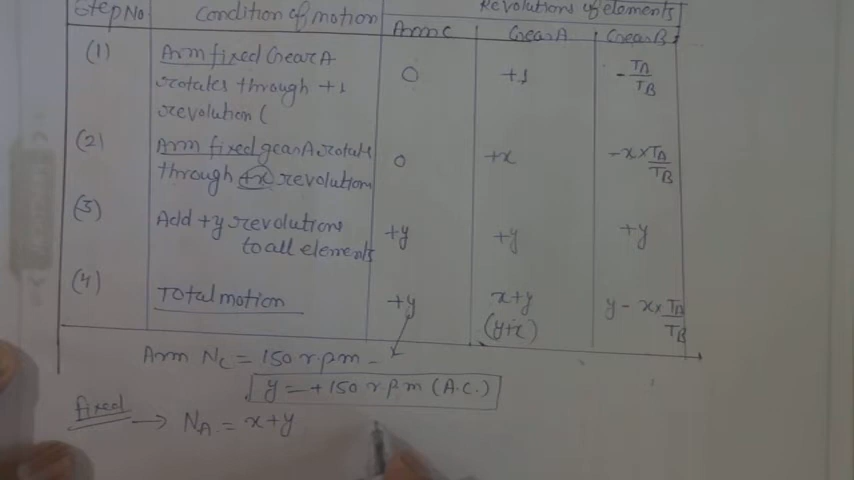 Step No Condition of motion Revolutions of elements
Arm C Gear A Gear B
(1) Arm fixed Gear A 0 +1 -TA/TB
rotates through +1
revolution (
(2) Arm fixed gear A rotate 0 +x -x×TA/TB
through +x revolution
(3) Add +y revolutions +y +y +y
to all elements
(4) Total motion +y x+y y-x×TA/TB
(y+x)
Arm NC = 150 r.p.m -
y = +150 r.p.m (A.C.)
fixed → NA = x+y